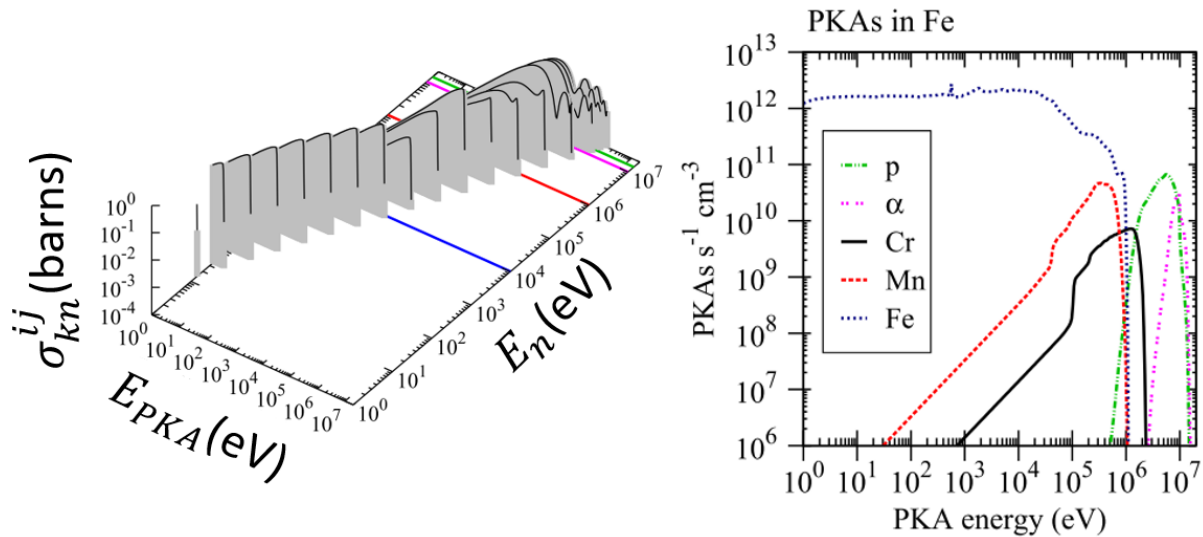 σ_{kn}^{ij} (barns)
10^0
10^-1
10^-2
10^-3
10^-4
10^0
10^1
10^2
10^3
10^4
10^5
10^6
10^7
E_{PKA} (eV)
10^0
10^1
10^2
10^3
10^4
10^5
10^6
10^7
E_n (eV)
PKAs in Fe
PKAs s^-1 cm^-3
10^13
10^12
10^11
10^10
10^9
10^8
10^7
10^6
p
α
Cr
Mn
Fe
10^0 10^1 10^2 10^3 10^4 10^5 10^6 10^7
PKA energy (eV)